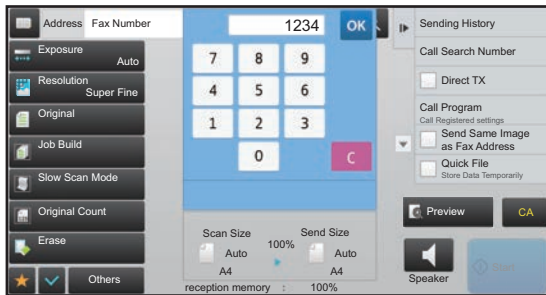 Address
Fax Number
1234
OK
Sending History
Exposure
Auto
7 8 9
Call Search Number
Resolution
Super Fine
4 5 6
Direct TX
Original
1 2 3
Call Program
Call Registered settings
Send Same Image
as Fax Address
Job Build
0 C
Quick File
Store Data Temporarily
Slow Scan Mode
Original Count
Preview
CA
Scan Size
Send Size
100%
Auto
Auto
A4
A4
Erase
Speaker
Start
Others
reception memory : 100%